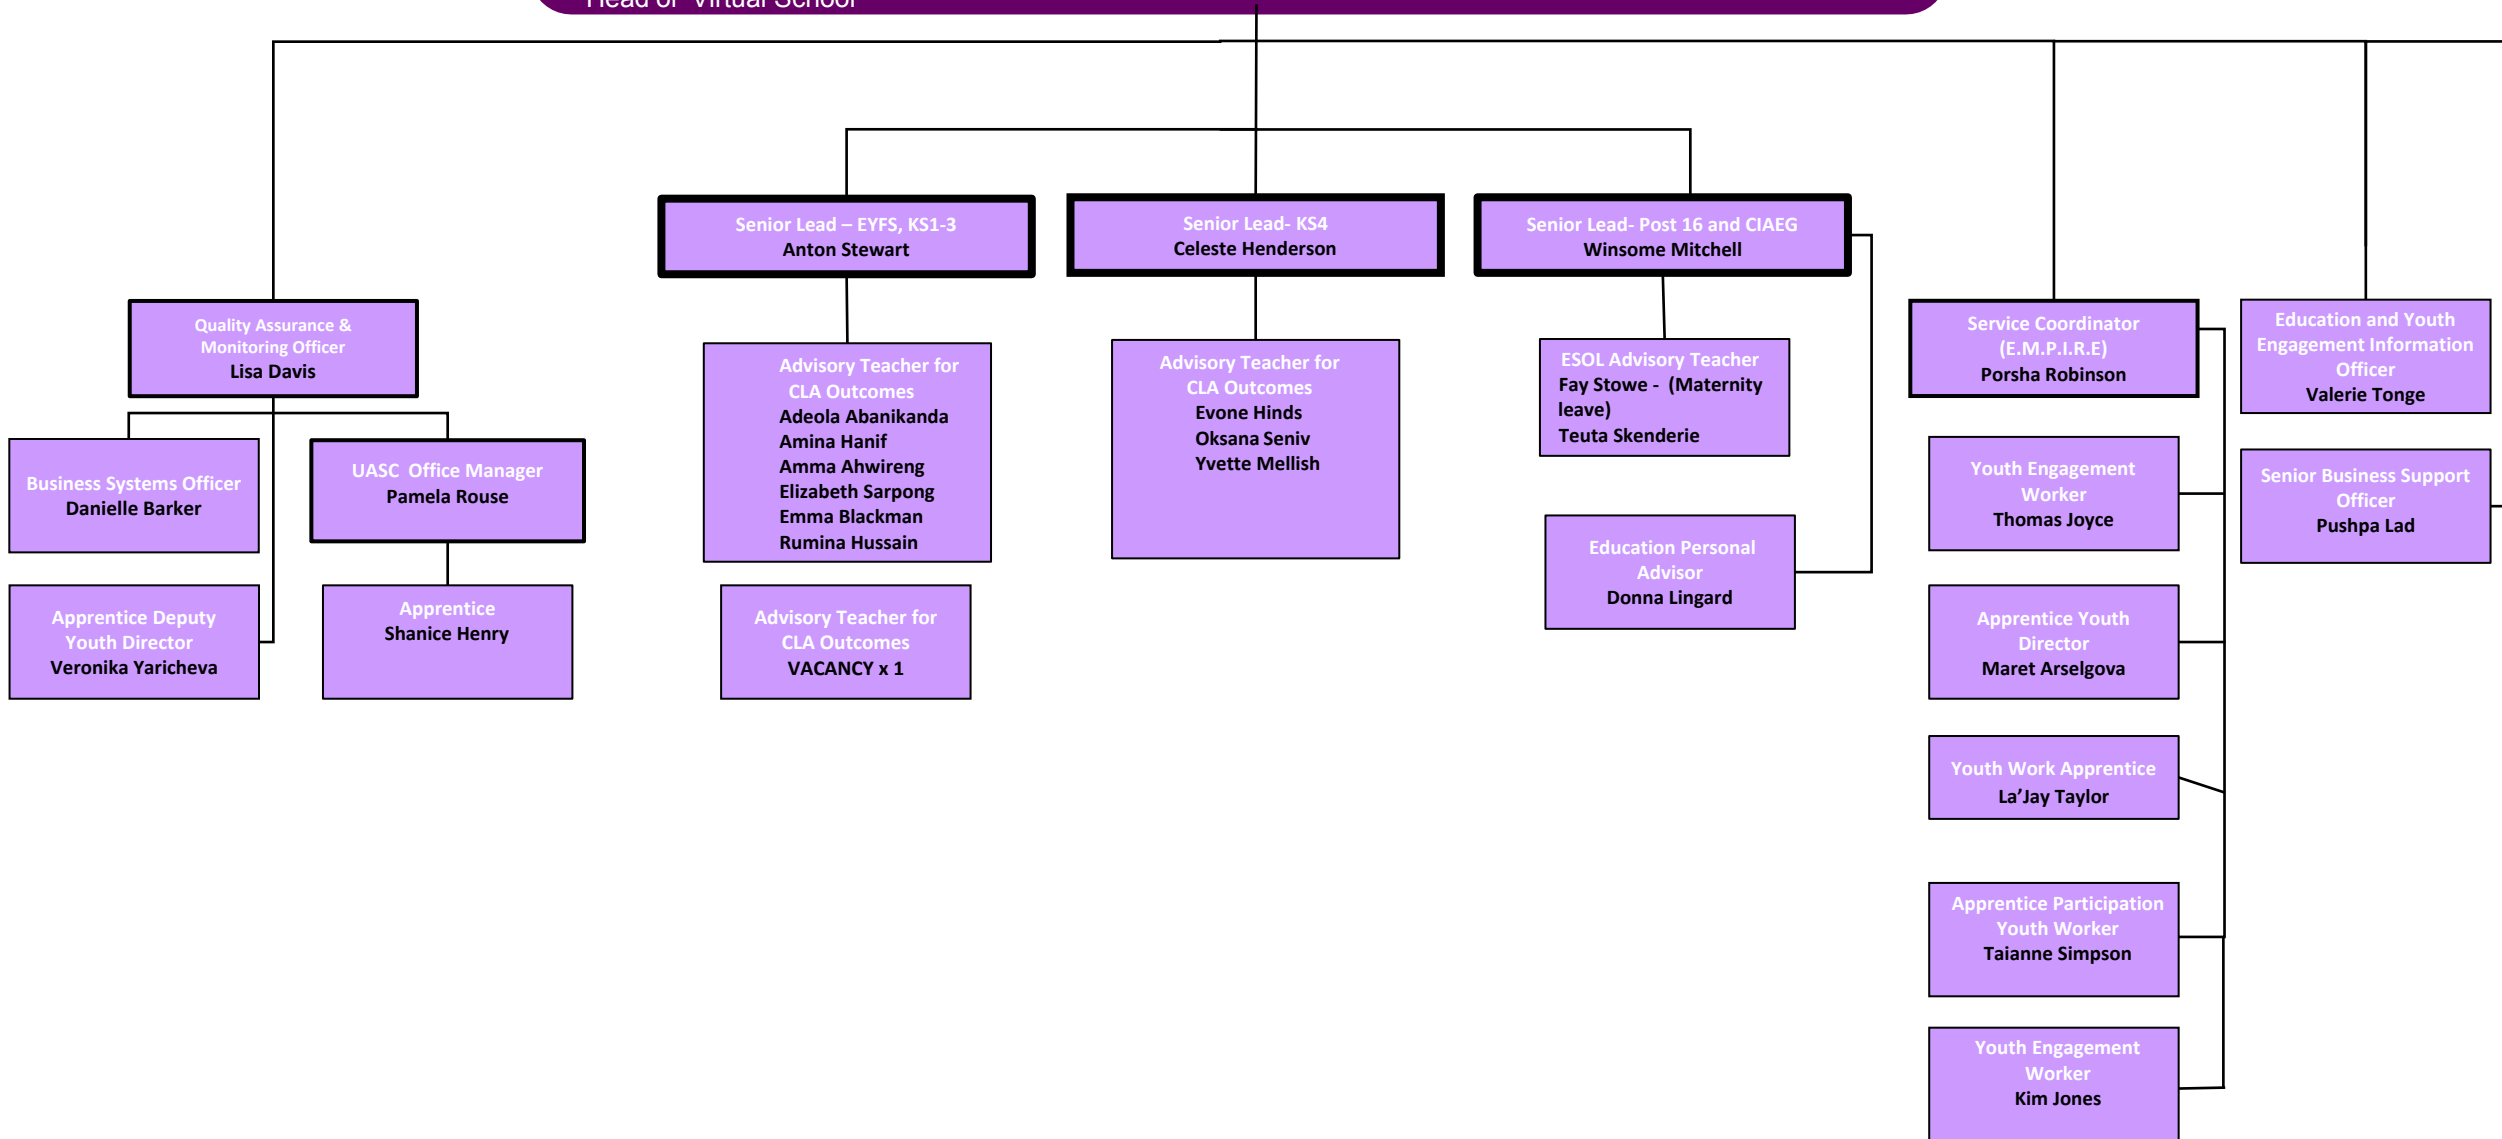 Head of Virtual School
Senior Lead – EYFS, KS1-3
Anton Stewart
Senior Lead- KS4
Celeste Henderson
Senior Lead- Post 16 and CIAEG
Winsome Mitchell
Quality Assurance &
Monitoring Officer
Lisa Davis
Business Systems Officer
Danielle Barker
UASC Office Manager
Pamela Rouse
Apprentice Deputy
Youth Director
Veronika Yaricheva
Apprentice
Shanice Henry
Advisory Teacher for
CLA Outcomes
Adeola Abanikanda
Amina Hanif
Amma Ahwireng
Elizabeth Sarpong
Emma Blackman
Rumina Hussain
Advisory Teacher for
CLA Outcomes
VACANCY x 1
Advisory Teacher for
CLA Outcomes
Evone Hinds
Oksana Seniv
Yvette Mellish
ESOL Advisory Teacher
Fay Stowe - (Maternity
leave)
Teuta Skenderie
Education Personal
Advisor
Donna Lingard
Service Coordinator
(E.M.P.I.R.E)
Porsha Robinson
Youth Engagement
Worker
Thomas Joyce
Apprentice Youth
Director
Maret Arselgova
Youth Work Apprentice
La’Jay Taylor
Apprentice Participation
Youth Worker
Taianne Simpson
Youth Engagement
Worker
Kim Jones
Education and Youth
Engagement Information
Officer
Valerie Tonge
Senior Business Support
Officer
Pushpa Lad